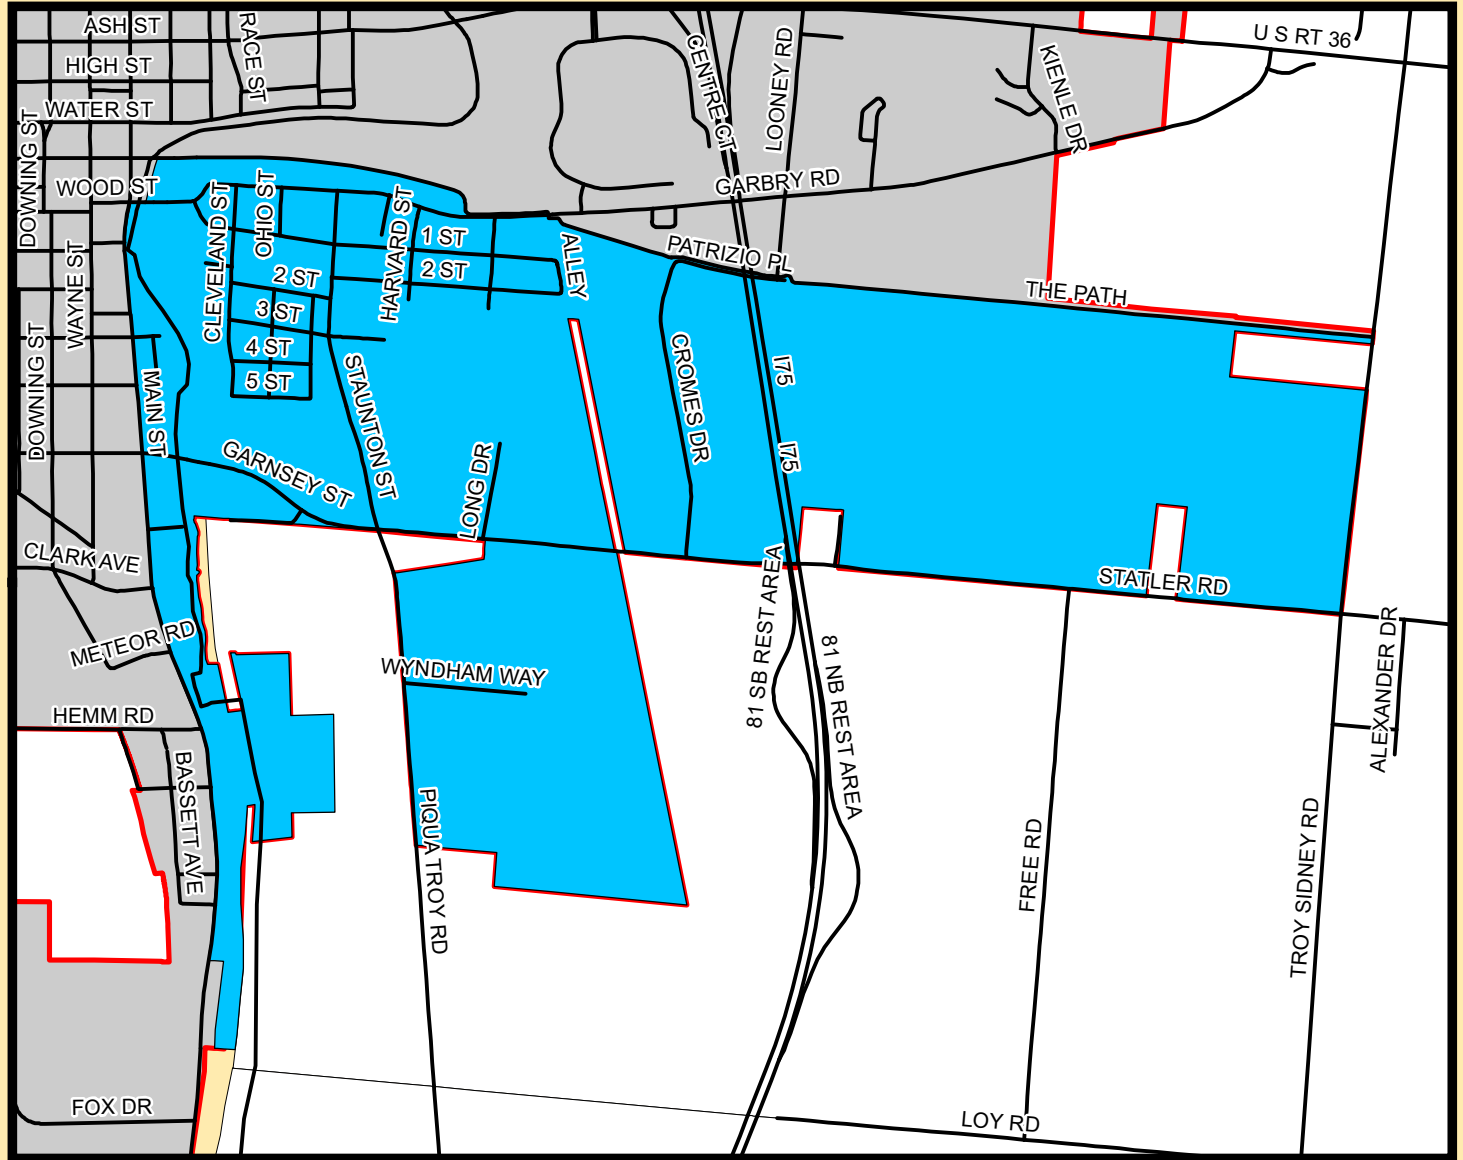 ASH ST
RACE ST
U S RT 36
HIGH ST
CENTRE CT
LOONEY RD
KIENLE DR
WATER ST
DOWNING ST
WOOD ST
GARBRY RD
CLEVELAND ST
OHIO ST
HARVARD ST
1 ST
ALLEY
PATRIZIO PL
WAYNE ST
2 ST
2 ST
THE PATH
3 ST
DOWNING ST
4 ST
5 ST
MAIN ST
STAUNTON ST
CROMES DR
I75
GARNSEY ST
LONG DR
I75
CLARK AVE
STATLER RD
METEOR RD
81 SB REST AREA
81 NB REST AREA
ALEXANDER DR
WYNDHAM WAY
HEMM RD
BASSETT AVE
PIQUA TROY RD
FREE RD
TROY SIDNEY RD
FOX DR
LOY RD